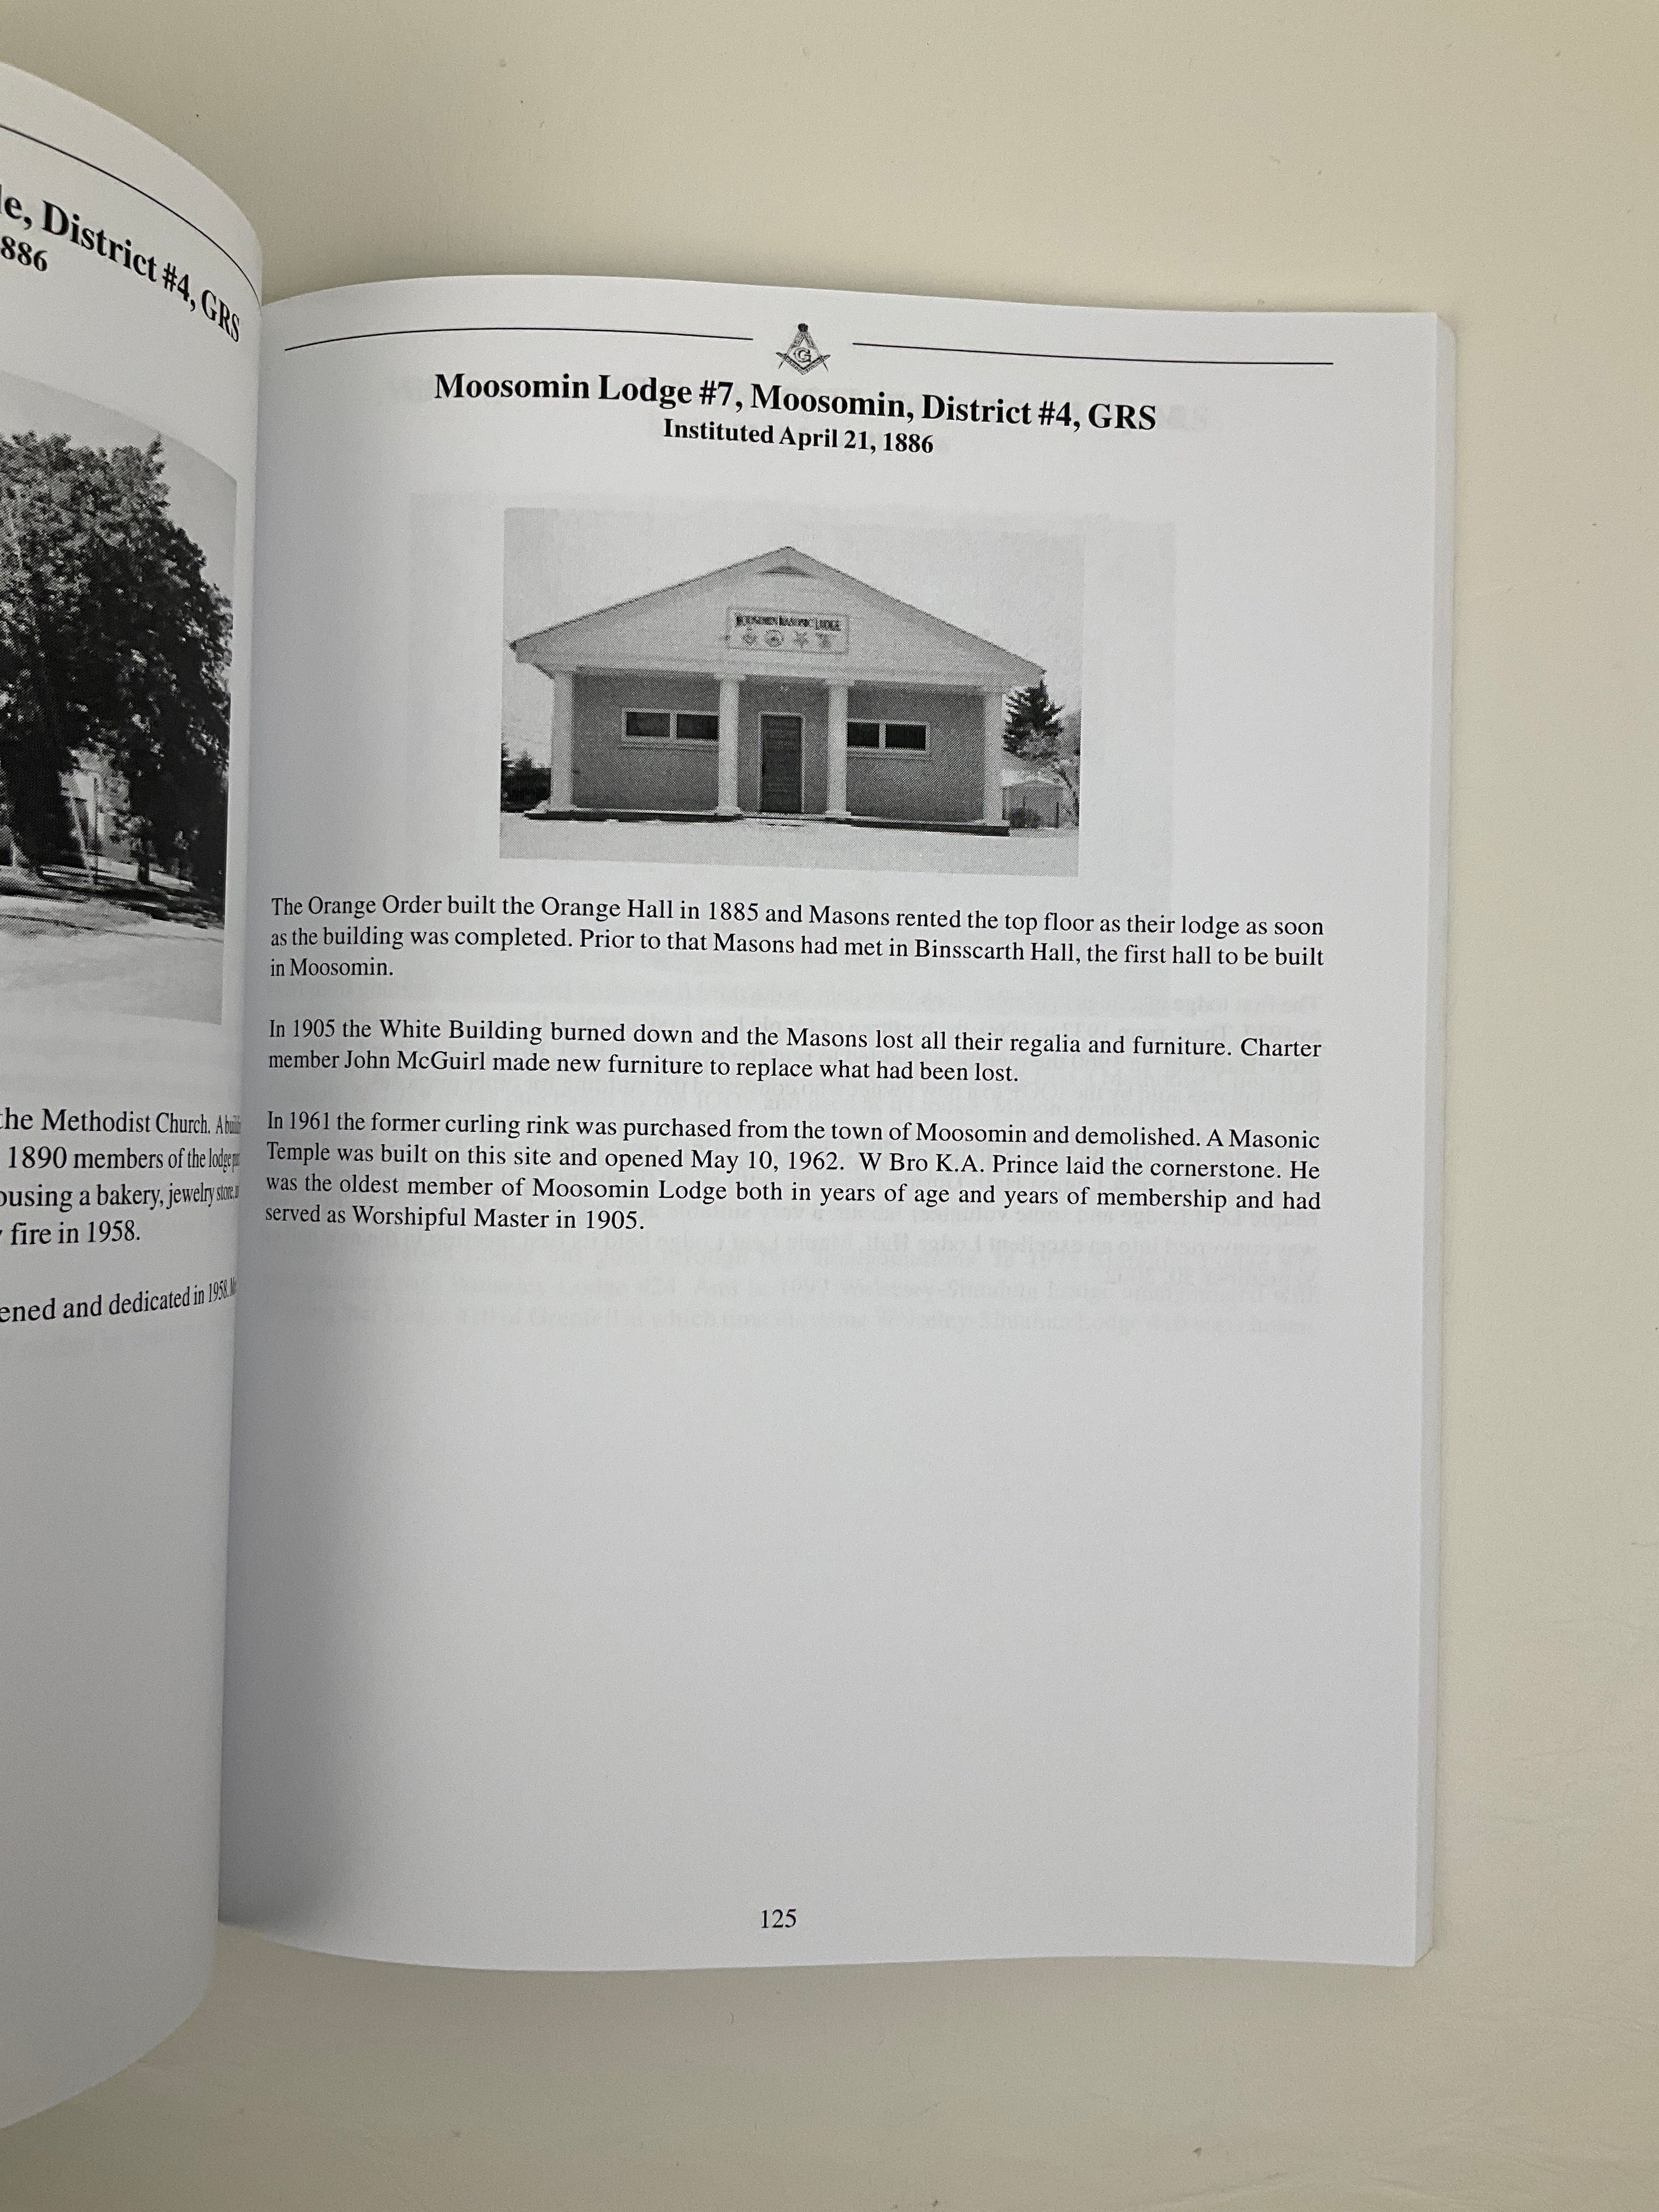 le, District #4, GRS
886
the Methodist Church. A
1890 members of the lodge
ousing a bakery, jewelry store,
fire in 1958.
ened and dedicated in 1958.
G
Moosomin Lodge #7, Moosomin, District #4, GRS
Instituted April 21, 1886
MOOSOMIN MASONIC LODGE
The Orange Order built the Orange Hall in 1885 and Masons rented the top floor as their lodge as soon
as the building was completed. Prior to that Masons had met in Binsscarth Hall, the first hall to be built
in Moosomin.
In 1905 the White Building burned down and the Masons lost all their regalia and furniture. Charter
member John McGuirl made new furniture to replace what had been lost.
In 1961 the former curling rink was purchased from the town of Moosomin and demolished. A Masonic
Temple was built on this site and opened May 10, 1962. W Bro K.A. Prince laid the cornerstone. He
was the oldest member of Moosomin Lodge both in years of age and years of membership and had
served as Worshipful Master in 1905.
125